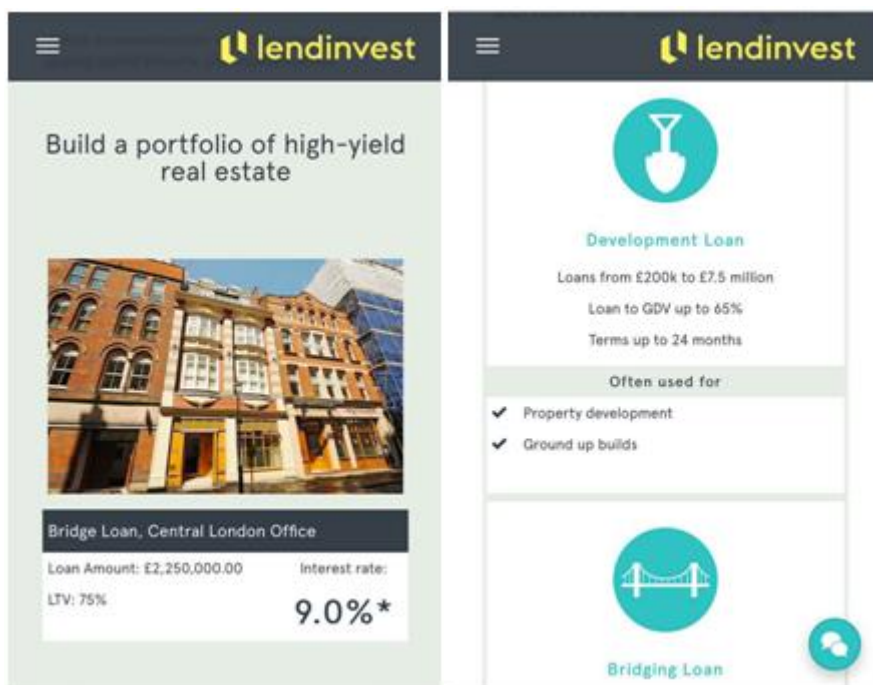 lendinvest
Build a portfolio of high-yield
real estate
Bridge Loan, Central London Office
Loan Amount: £2,250,000.00
Interest rate:
LTV: 75%
9.0%*
lendinvest
Development Loan
Loans from £200k to £7.5 million
Loan to GDV up to 65%
Terms up to 24 months
Often used for
Property development
Ground up builds
Bridging Loan